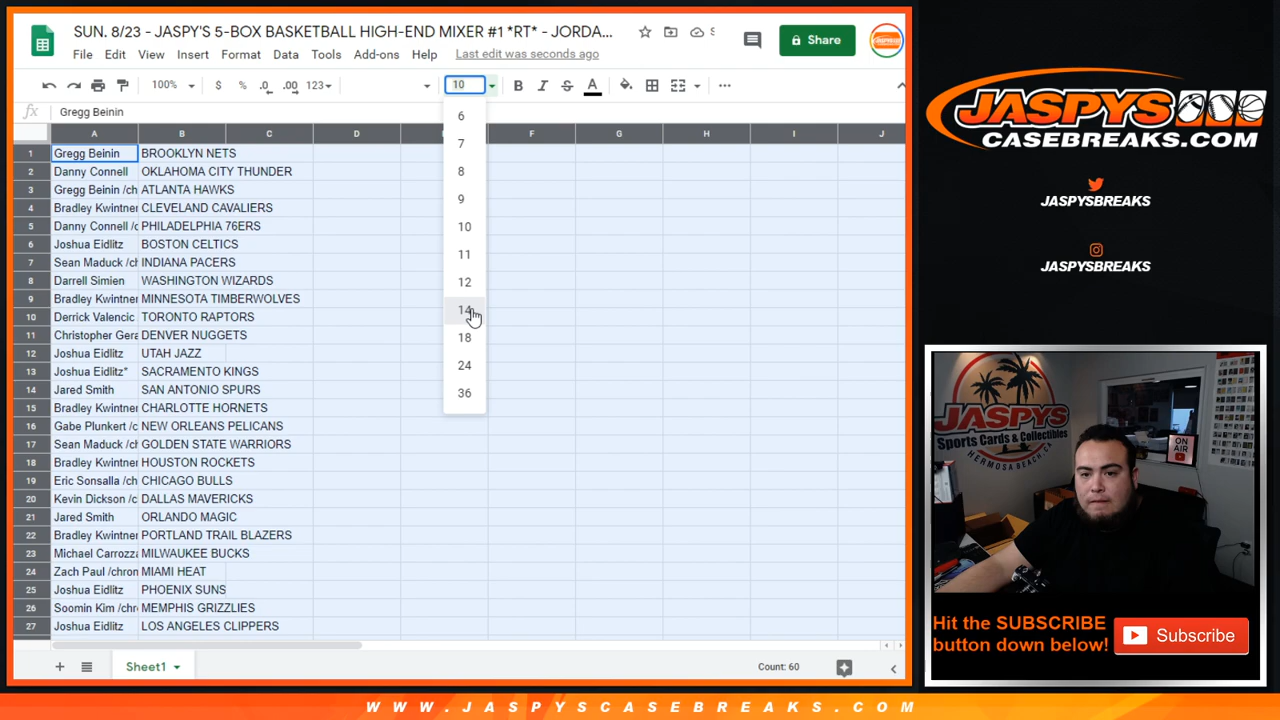 SUN. 8/23 - JASPY'S 5-BOX BASKETBALL HIGH-END MIXER #1 *RT* - JORDA...
File Edit View Insert Format Data Tools Add-ons Help Last edit was seconds ago
Share
100% $ % .0 .00 123 10 B I S A ...
fx Gregg Beinin
A B C D F G H I J
1 Gregg Beinin BROOKLYN NETS
2 Danny Connell OKLAHOMA CITY THUNDER
3 Gregg Beinin /ch ATLANTA HAWKS
4 Bradley Kwintner CLEVELAND CAVALIERS
5 Danny Connell /c PHILADELPHIA 76ERS
6 Joshua Eidlitz BOSTON CELTICS
7 Sean Maduck /ch INDIANA PACERS
8 Darrell Simien WASHINGTON WIZARDS
9 Bradley Kwintner MINNESOTA TIMBERWOLVES
10 Derrick Valencic TORONTO RAPTORS
11 Christopher Gera DENVER NUGGETS
12 Joshua Eidlitz UTAH JAZZ
13 Joshua Eidlitz* SACRAMENTO KINGS
14 Jared Smith SAN ANTONIO SPURS
15 Bradley Kwintner CHARLOTTE HORNETS
16 Gabe Plunkert /c NEW ORLEANS PELICANS
17 Sean Maduck /ch GOLDEN STATE WARRIORS
18 Bradley Kwintner HOUSTON ROCKETS
19 Eric Sonsalla /ch CHICAGO BULLS
20 Kevin Dickson /c DALLAS MAVERICKS
21 Jared Smith ORLANDO MAGIC
22 Bradley Kwintner PORTLAND TRAIL BLAZERS
23 Michael Carrozza MILWAUKEE BUCKS
24 Zach Paul /chron MIAMI HEAT
25 Joshua Eidlitz PHOENIX SUNS
26 Soomin Kim /chr MEMPHIS GRIZZLIES
27 Joshua Eidlitz LOS ANGELES CLIPPERS
6
7
8
9
10
11
12
14
18
24
36
Sheet1
Count: 60
JASPYS
CASEBREAKS.COM
JASPYSBREAKS
JASPYSBREAKS
JASPYS
Sports Cards & Collectibles
HERMOSA BEACH, CA
ON
AIR
Hit the SUBSCRIBE
button down below!
Subscribe
WWW.JASPYSCASEBREAKS.COM